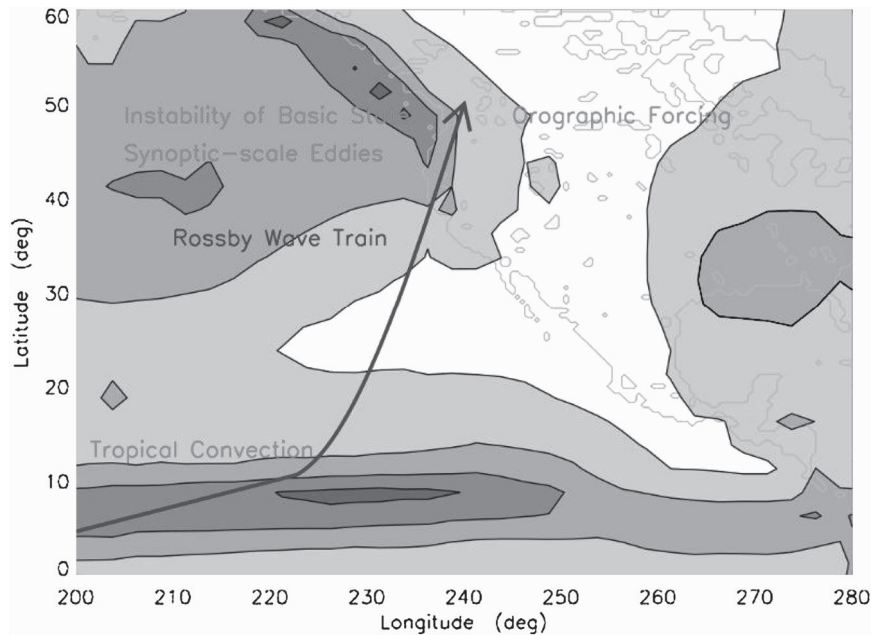 60
50
40
30
20
10
0
Latitude (deg)
Instability of Basic State
Orographic Forcing
Synoptic-scale Eddies
Rossby Wave Train
Tropical Convection
200 210 220 230 240 250 260 270 280
Longitude (deg)